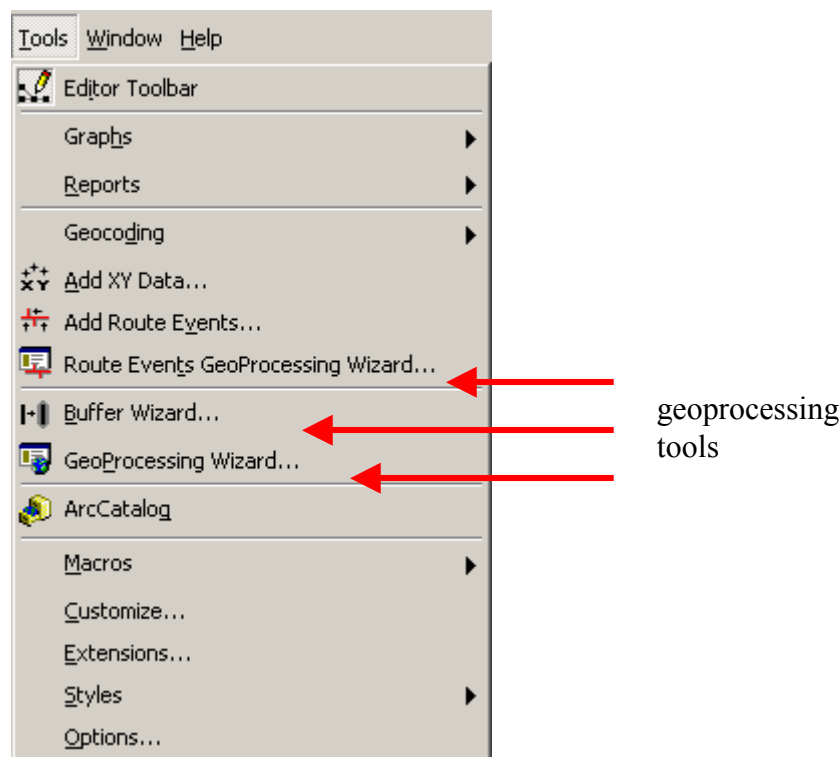 Tools Window Help
Editor Toolbar
Graphs
Reports
Geocoding
XY Add XY Data...
Add Route Events...
Route Events GeoProcessing Wizard...
Buffer Wizard...
GeoProcessing Wizard...
geoprocessing
tools
ArcCatalog
Macros
Customize...
Extensions...
Styles
Options...